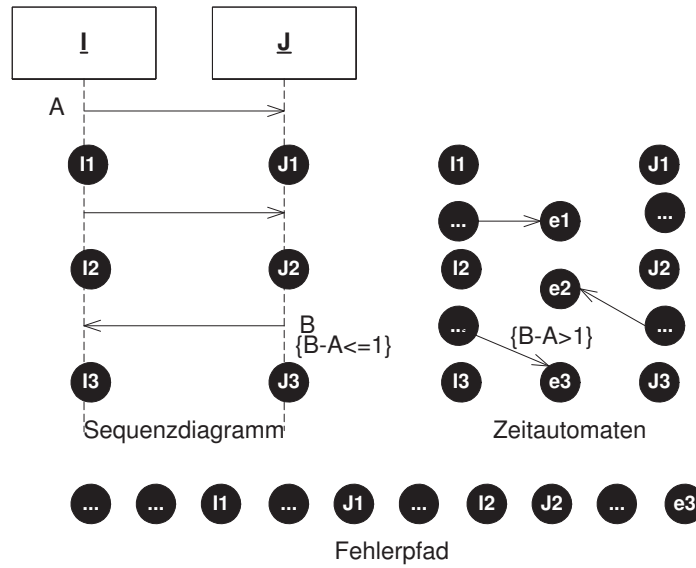 I J
A
I1 J1 I1 J1
... e1 ...
I2 J2 I2 J2
e2
B ... ...
{B-A<=1} {B-A>1}
I3 J3 I3 e3 J3
Sequenzdiagramm Zeitautomaten
... ... I1 ... J1 ... I2 J2 ... e3
Fehlerpfad